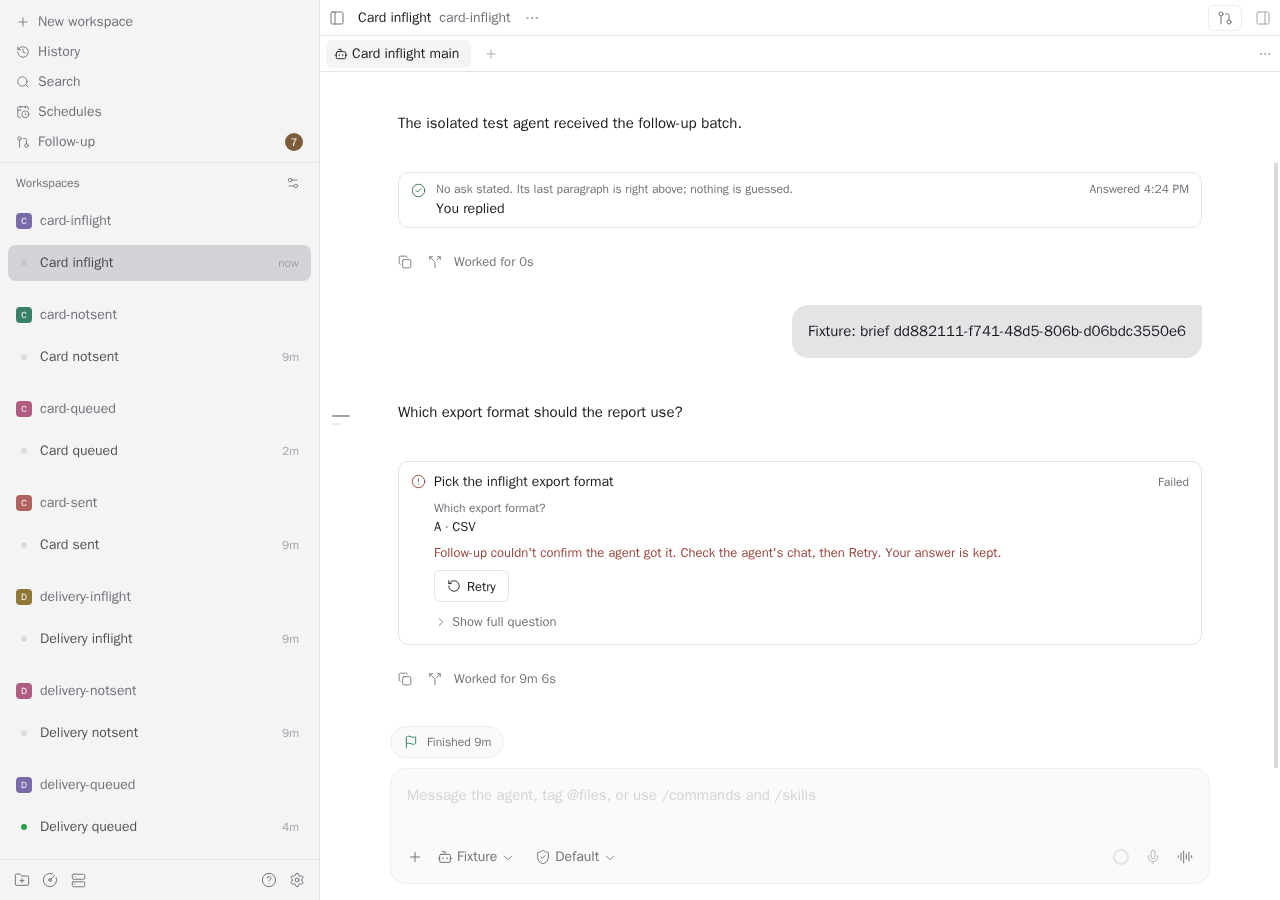 New workspace
History
Search
Schedules
Follow-up 7
Workspaces
C card-inflight
Card inflight now
C card-notsent
Card notsent 9m
C card-queued
Card queued 2m
C card-sent
Card sent 9m
D delivery-inflight
Delivery inflight 9m
D delivery-notsent
Delivery notsent 9m
D delivery-queued
Delivery queued 4m
Card inflight card-inflight
Card inflight main
The isolated test agent received the follow-up batch.
No ask stated. Its last paragraph is right above; nothing is guessed. Answered 4:24 PM
You replied
Worked for 0s
Fixture: brief dd882111-f741-48d5-806b-d06bdc3550e6
Which export format should the report use?
Pick the inflight export format Failed
Which export format?
A · CSV
Follow-up couldn't confirm the agent got it. Check the agent's chat, then Retry. Your answer is kept.
Retry
Show full question
Worked for 9m 6s
Finished 9m
Message the agent, tag @files, or use /commands and /skills
Fixture Default